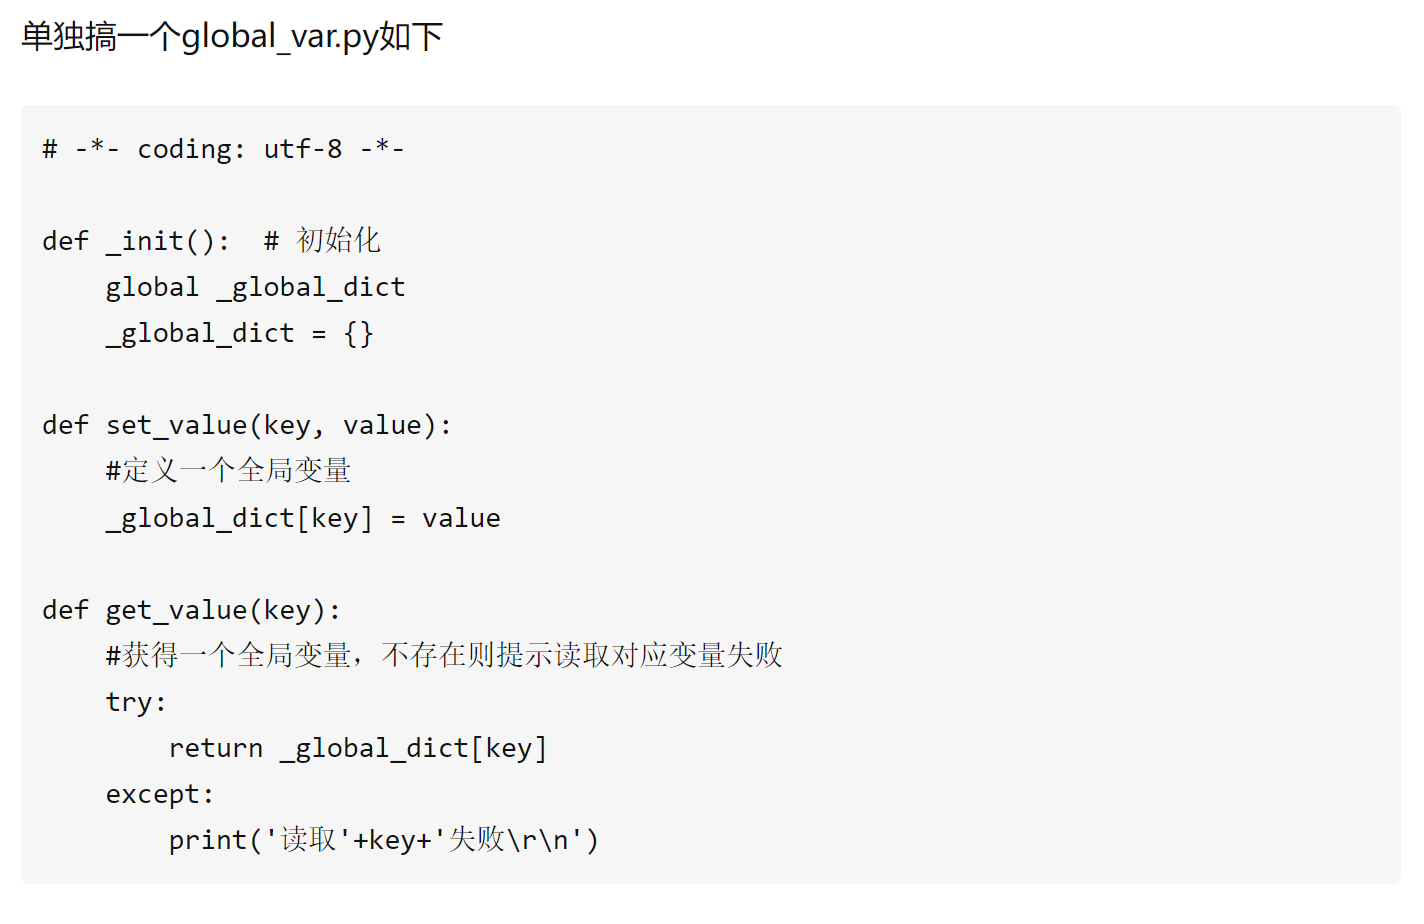 单独搞一个global_var.py如下
# -*- coding: utf-8 -*-
def _init():  # 初始化
    global _global_dict
    _global_dict = {}
def set_value(key, value):
    #定义一个全局变量
    _global_dict[key] = value
def get_value(key):
    #获得一个全局变量，不存在则提示读取对应变量失败
    try:
        return _global_dict[key]
    except:
        print('读取'+key+'失败\r\n')